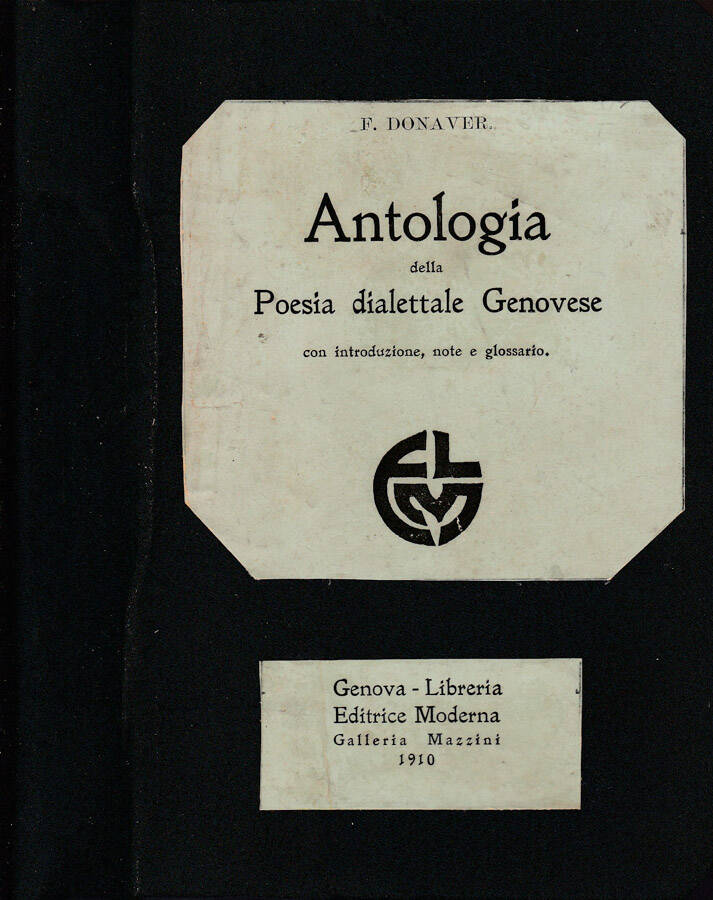 F. DONAVER.
Antologia
della
Poesia dialettale Genovese
con introduzione, note e glossario.
Genova - Libreria
Editrice Moderna
Galleria Mazzini
1910